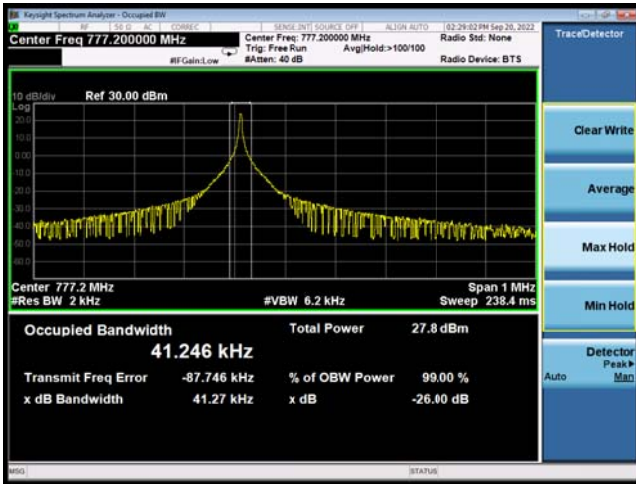 Keysight Spectrum Analyzer - Occupied BW
RF 50 Ω AC CORREC SENSE:INT SOURCE OFF ALIGN AUTO 02:29:02 PM Sep 20, 2022
Center Freq 777.200000 MHz Center Freq: 777.200000 MHz Radio Std: None
Trig: Free Run Avg|Hold:>100/100
#IFGain:Low #Atten: 40 dB Radio Device: BTS
Trace/Detector
10 dB/div Ref 30.00 dBm
Log
20.0
10.0
0.00
-10.0
-20.0
-30.0
-40.0
-50.0
-60.0
Center 777.2 MHz Span 1 MHz
#Res BW 2 kHz #VBW 6.2 kHz Sweep 238.4 ms
Occupied Bandwidth Total Power 27.8 dBm
41.246 kHz
Transmit Freq Error -87.746 kHz % of OBW Power 99.00 %
x dB Bandwidth 41.27 kHz x dB -26.00 dB
Clear Write
Average
Max Hold
Min Hold
Detector
Peak▶
Auto Man
MSG STATUS